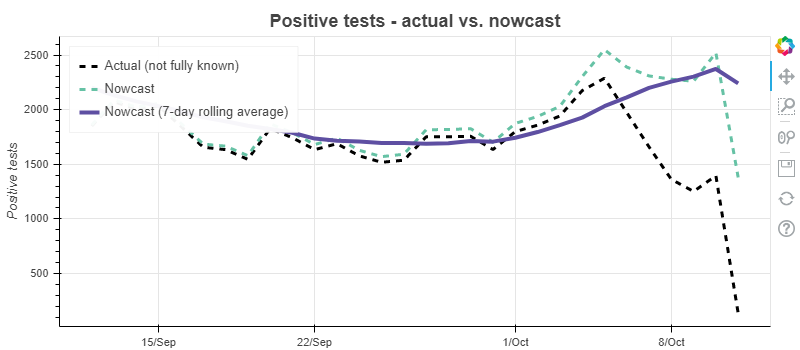 Positive tests - actual vs. nowcast
Actual (not fully known)
Nowcast
Nowcast (7-day rolling average)
Positive tests
2500
2000
1500
1000
500
15/Sep
22/Sep
1/Oct
8/Oct